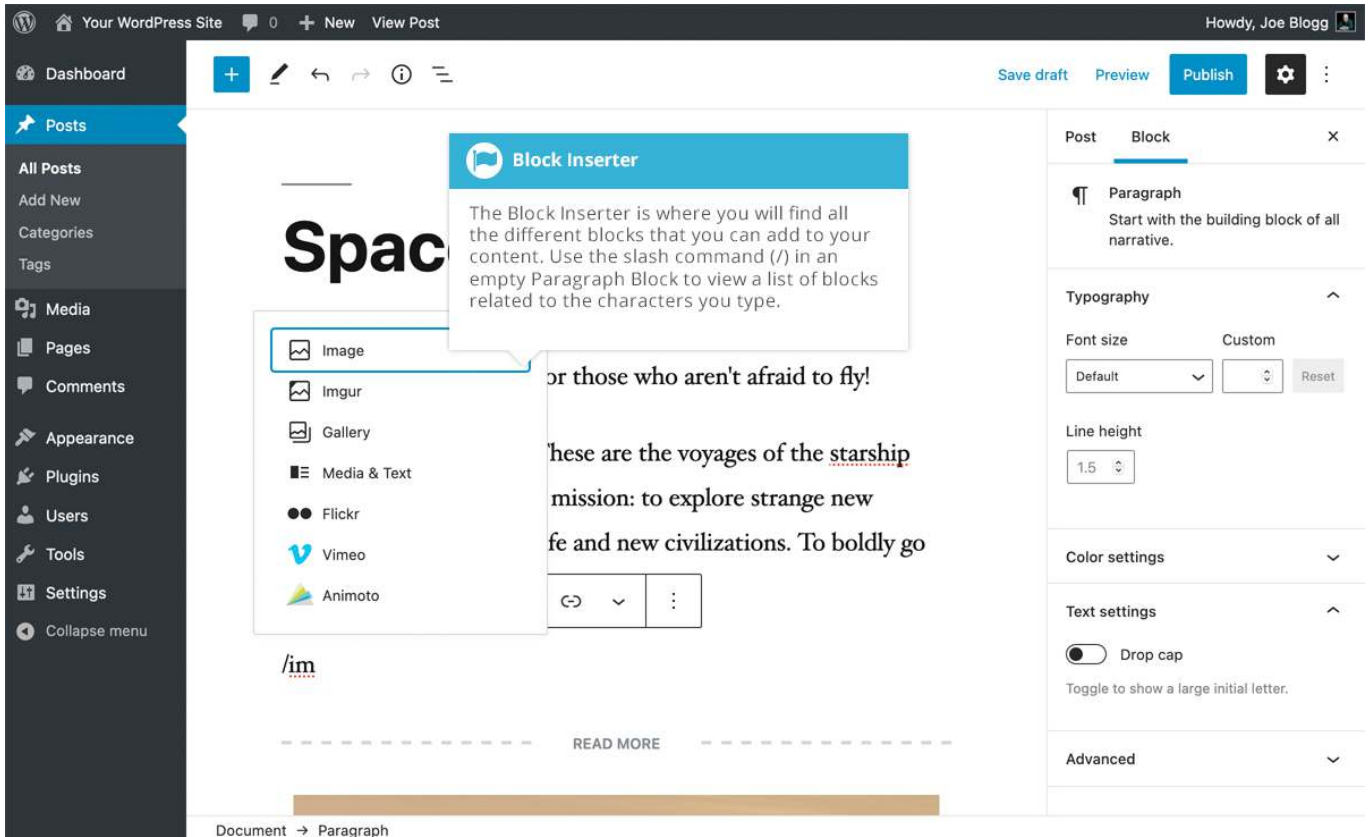 Your WordPress Site 0 New View Post Howdy, Joe Blogg
Dashboard
Posts
All Posts
Add New
Categories
Tags
Media
Pages
Comments
Appearance
Plugins
Users
Tools
Settings
Collapse menu
Save draft Preview Publish
Block Inserter
The Block Inserter is where you will find all
the different blocks that you can add to your
content. Use the slash command (/) in an
empty Paragraph Block to view a list of blocks
related to the characters you type.
Image
Imgur
Gallery
Media & Text
Flickr
Vimeo
Animoto
or those who aren't afraid to fly!
These are the voyages of the starship
mission: to explore strange new
fe and new civilizations. To boldly go
/im
READ MORE
Document → Paragraph
Post Block
Paragraph
Start with the building block of all
narrative.
Typography
Font size Custom
Default Reset
Line height
1.5
Color settings
Text settings
Drop cap
Toggle to show a large initial letter.
Advanced